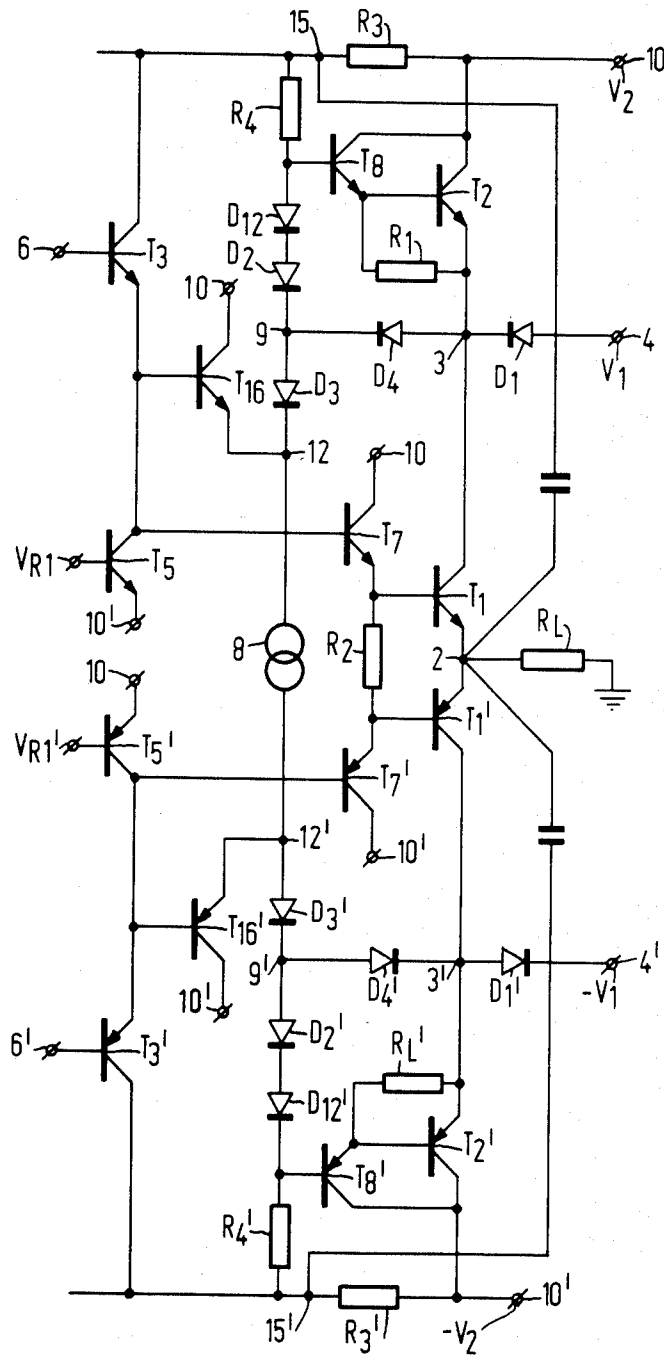 15 R3 10
V2
R4
T8 T2
D12
6 T3 D2 R1
10
9 3 4
D4 D1 V1
T16 D3
12 10
VR1 T5 T7
10' T1
8 R2 2 RL
10
VR1' T5' T1'
T7'
12' 10'
T16' D3'
9' D4' 3' D1' 4'
-V1
10'
6' T3' D2' RL'
D12' T2'
T8'
R4'
15' R3' 10'
-V2